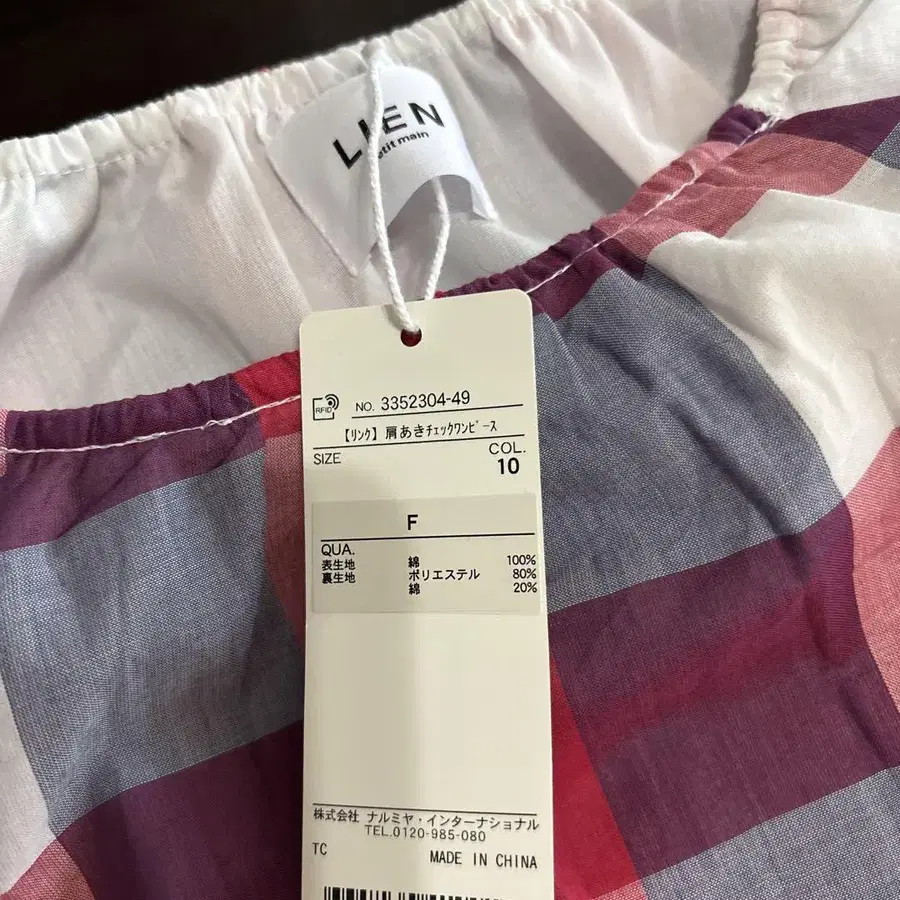 LIEN
petit main
RFID
NO. 3352304-49
【リンク】肩あきチェックワンピース
SIZE
COL.
10
F
QUA.
表生地 綿 100%
裏生地 ポリエステル 80%
綿 20%
株式会社 ナルミヤ・インターナショナル
TEL.0120-985-080
TC MADE IN CHINA